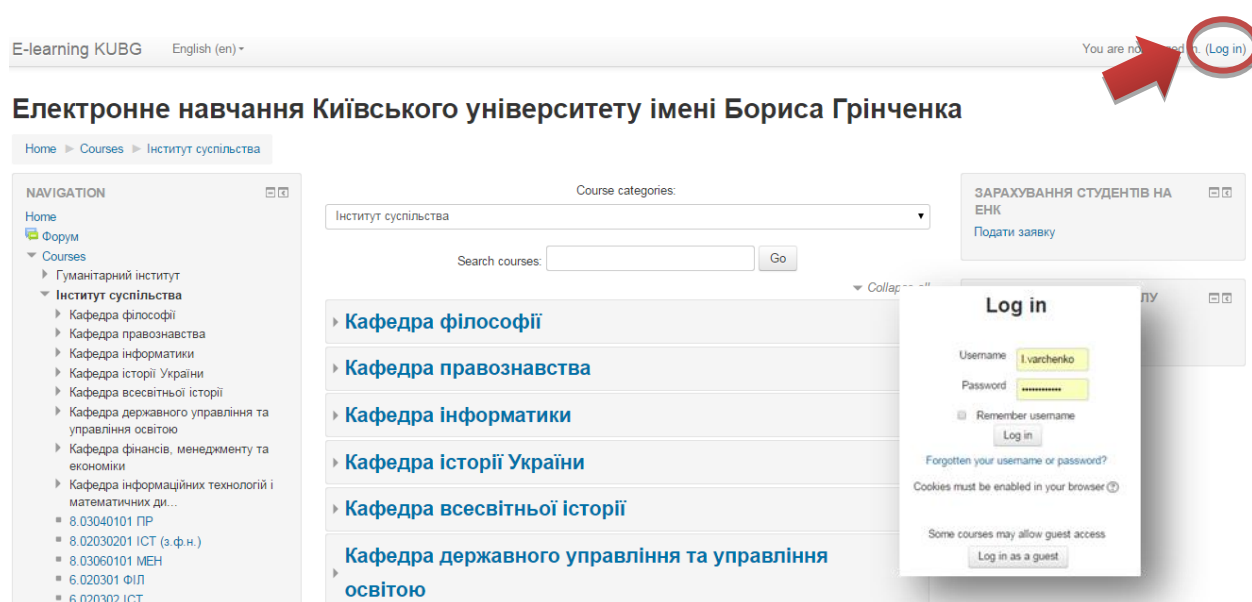 E-learning KUBG English (en)
You are not in. (Log in)
Електронне навчання Київського університету імені Бориса Грінченка
Home Courses Інститут суспільства
NAVIGATION
Home
Форум
Courses
Гуманітарний інститут
Інститут суспільства
Кафедра філософії
Кафедра правознавства
Кафедра інформатики
Кафедра історії України
Кафедра всесвітньої історії
Кафедра державного управління та
управління освітою
Кафедра фінансів, менеджменту та
економіки
Кафедра інформаційних технологій і
математичних ди...
8.03040101 ПР
8.02030201 ІСТ (з.ф.н.)
8.03060101 МЕН
6.020301 ФІЛ
6.020302 ІСТ
Course categories:
Інститут суспільства
Search courses: Go
Collapse all
Кафедра філософії
Кафедра правознавства
Кафедра інформатики
Кафедра історії України
Кафедра всесвітньої історії
Кафедра державного управління та управління
освітою
ЗАРАХУВАННЯ СТУДЕНТІВ НА
ЕНК
Подати заявку
Log in
Username I.varchenko
Password ••••••••••••
Remember username
Log in
Forgotten your username or password?
Cookies must be enabled in your browser
Some courses may allow guest access
Log in as a guest